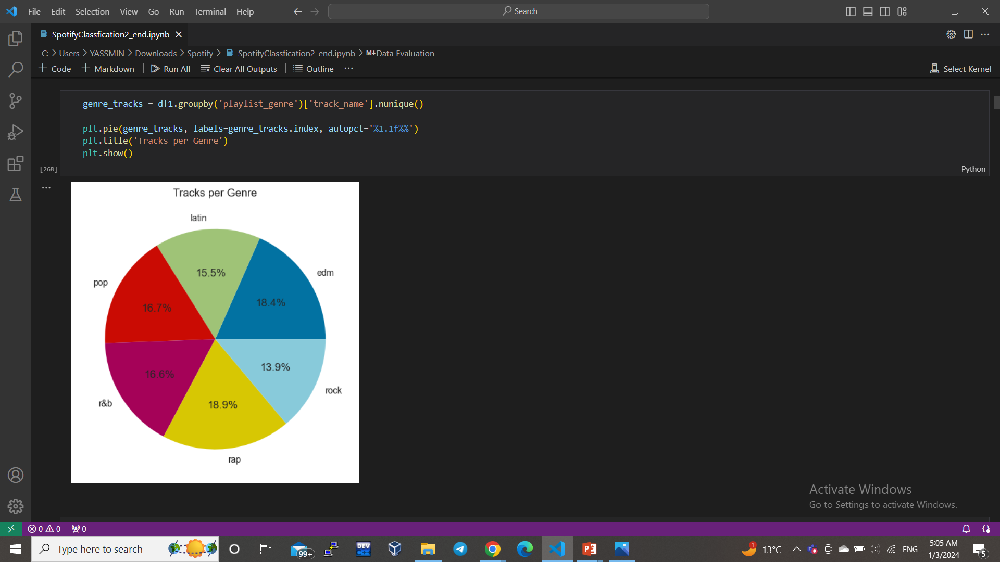 File Edit Selection View Go Run Terminal Help
Search
SpotifyClassfication2_end.ipynb
C: > Users > YASSMIN > Downloads > Spotify > SpotifyClassfication2_end.ipynb > M↓Data Evaluation
+ Code + Markdown | Run All Clear All Outputs | Outline ...
Select Kernel
genre_tracks = df1.groupby('playlist_genre')['track_name'].nunique()
plt.pie(genre_tracks, labels=genre_tracks.index, autopct='%1.1f%%')
plt.title('Tracks per Genre')
plt.show()
[268]
Python
...
Tracks per Genre
latin
15.5%
edm
18.4%
pop
16.7%
13.9%
rock
16.6%
r&b
18.9%
rap
Activate Windows
Go to Settings to activate Windows.
0 0 0
Type here to search
99+
DEV
C++
1
13°C
ENG
5:05 AM
1/3/2024
5